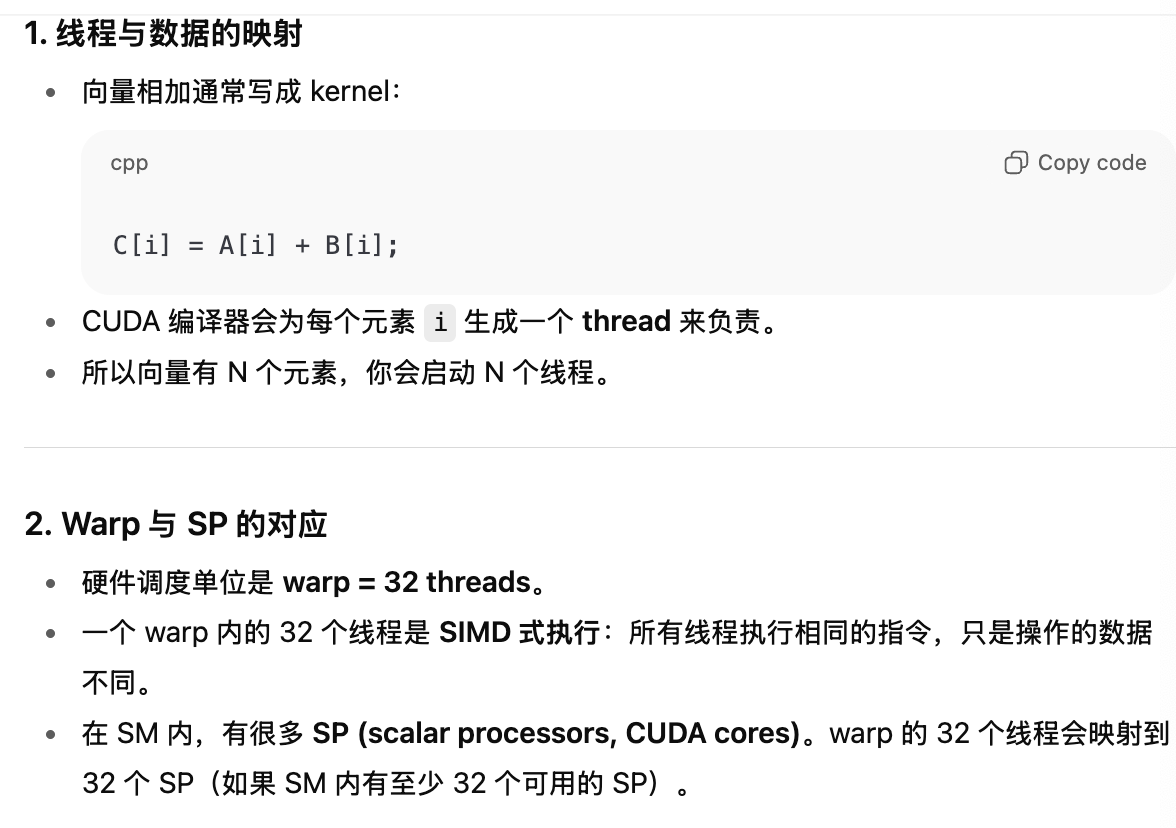 1. 线程与数据的映射
• 向量相加通常写成 kernel：
cpp Copy code
C[i] = A[i] + B[i];
• CUDA 编译器会为每个元素 i 生成一个 thread 来负责。
• 所以向量有 N 个元素，你会启动 N 个线程。
2. Warp 与 SP 的对应
• 硬件调度单位是 warp = 32 threads。
• 一个 warp 内的 32 个线程是 SIMD 式执行：所有线程执行相同的指令，只是操作的数据
不同。
• 在 SM 内，有很多 SP (scalar processors, CUDA cores)。warp 的 32 个线程会映射到
32 个 SP（如果 SM 内有至少 32 个可用的 SP）。